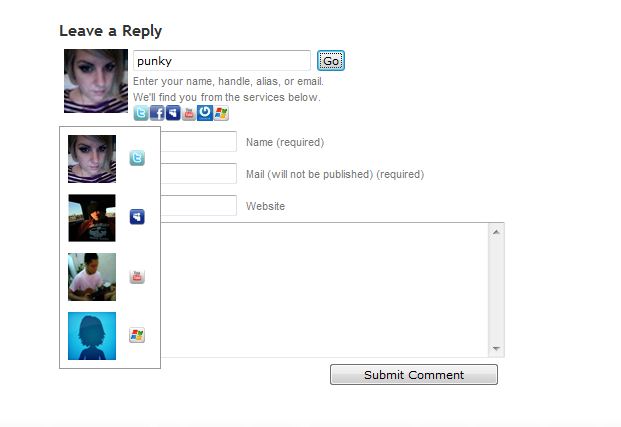 Leave a Reply
punky Go
Enter your name, handle, alias, or email.
We'll find you from the services below.
Name (required)
Mail (will not be published) (required)
Website
Submit Comment